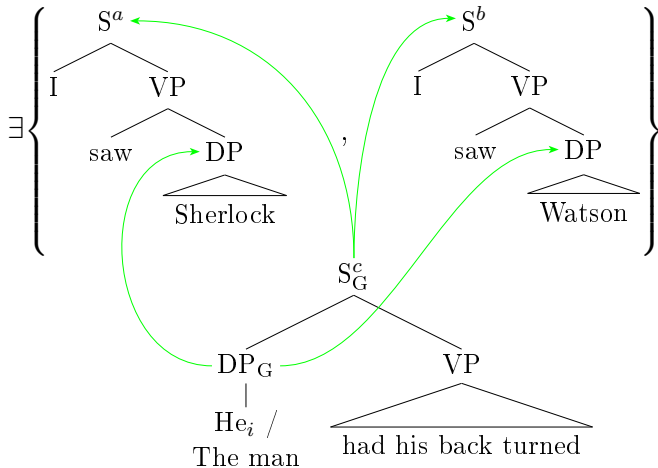 ∃ { S^a , S^b }
I VP I VP
saw DP saw DP
Sherlock Watson
S^c_G
DP_G VP
He_i /
The man
had his back turned